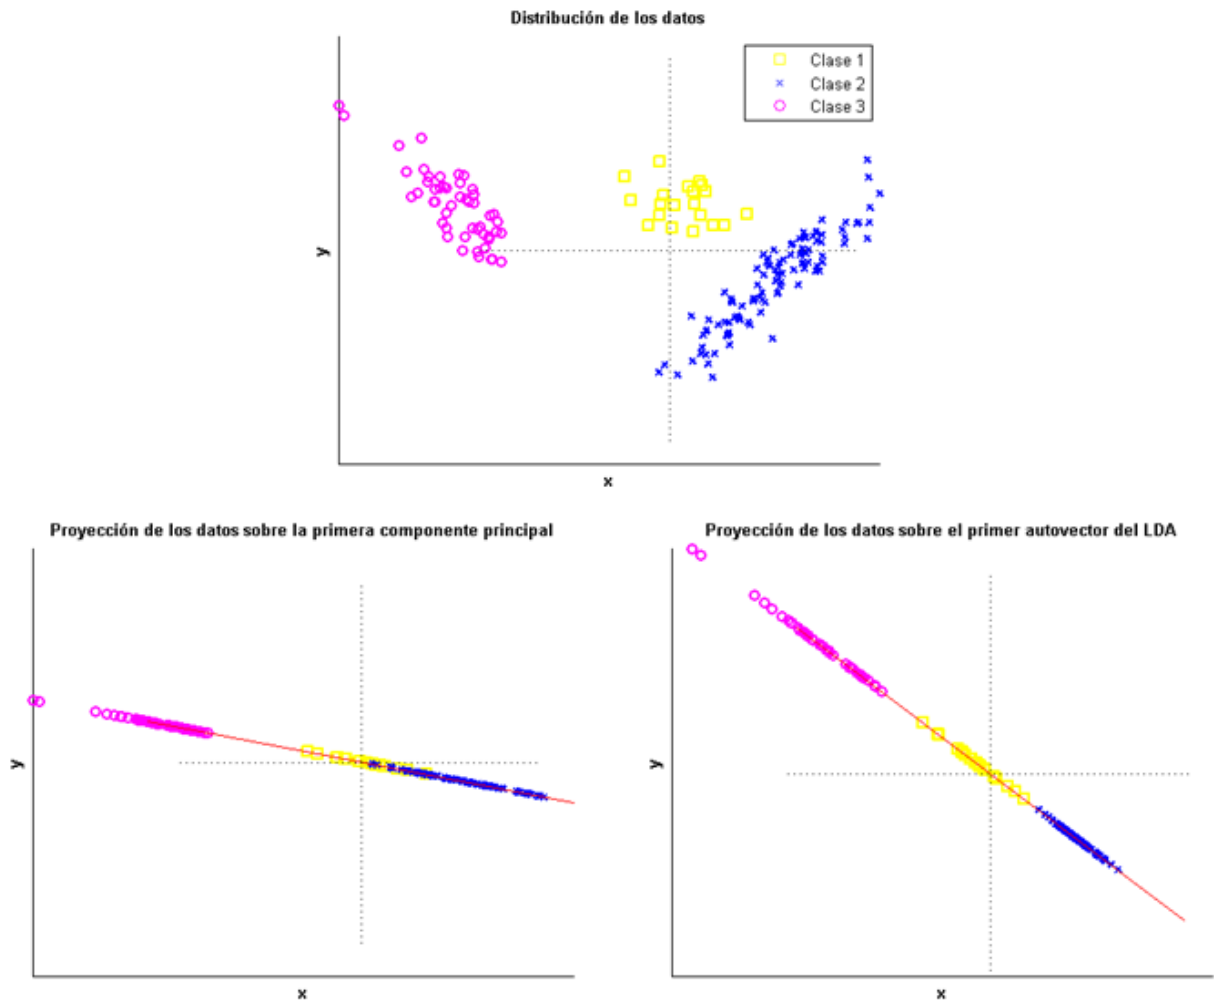 Distribución de los datos
Clase 1
Clase 2
Clase 3
y
x
Proyección de los datos sobre la primera componente principal
y
x
Proyección de los datos sobre el primer autovector del LDA
y
x